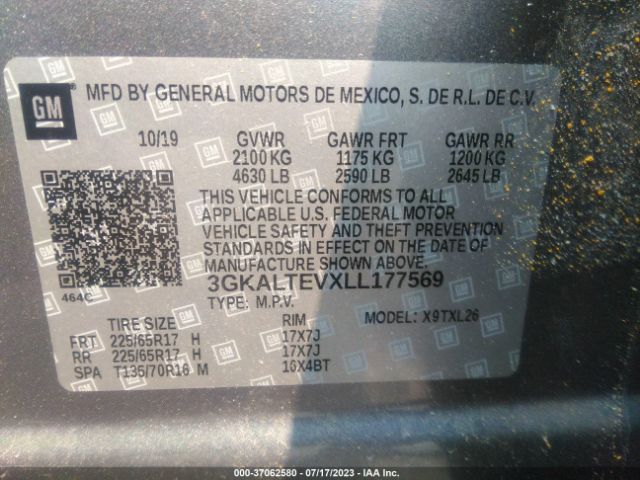 GM MFD BY GENERAL MOTORS DE MEXICO, S. DE R.L. DE C.V.
10/19 GVWR GAWR FRT GAWR RR
2100 KG 1175 KG 1200 KG
4630 LB 2590 LB 2645 LB
THIS VEHICLE CONFORMS TO ALL
APPLICABLE U.S. FEDERAL MOTOR
VEHICLE SAFETY AND THEFT PREVENTION
STANDARDS IN EFFECT ON THE DATE OF
MANUFACTURE SHOWN ABOVE.
464C 3GKALTEVXLL177569
TYPE: M.P.V.
TIRE SIZE RIM MODEL: X9TXL26
FRT 225/65R17 H 17X7J
RR 225/65R17 H 17X7J
SPA T135/70R16 M 16X4BT
000-37062580 - 07/17/2023 - IAA Inc.